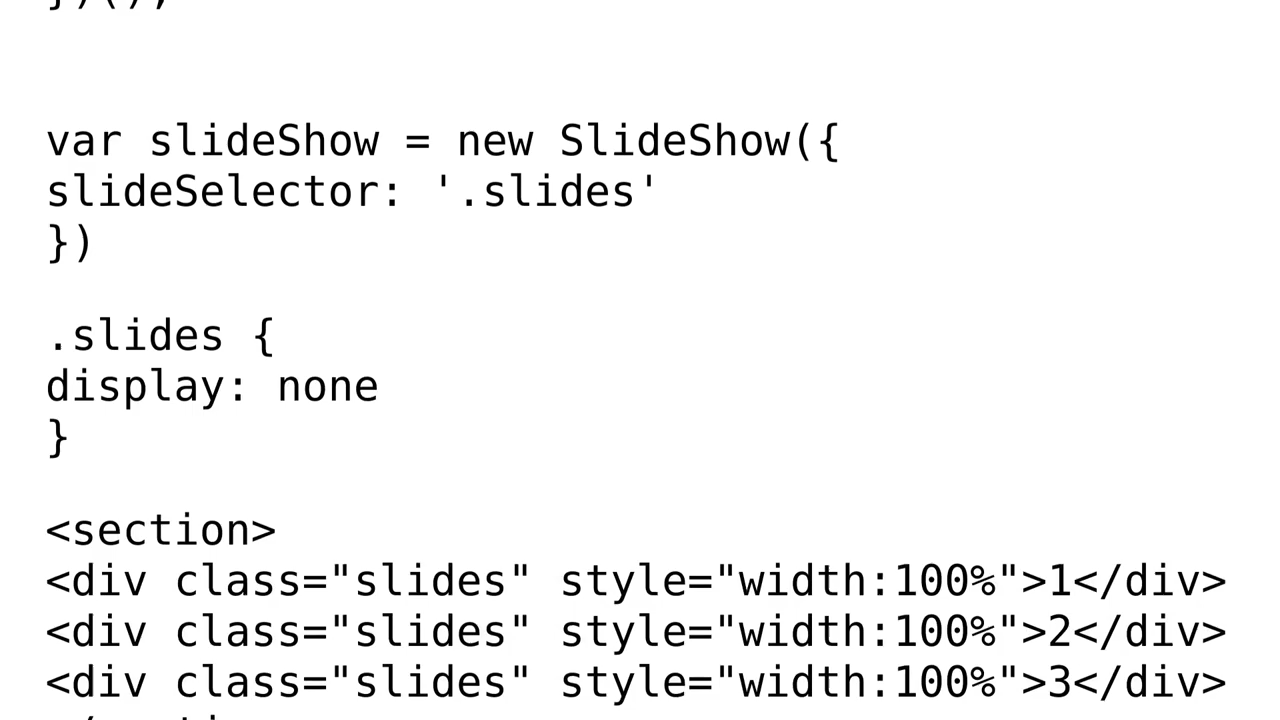 })();
var slideShow = new SlideShow({
slideSelector: '.slides'
})
.slides {
display: none
}
<section>
<div class="slides" style="width:100%">1</div>
<div class="slides" style="width:100%">2</div>
<div class="slides" style="width:100%">3</div>